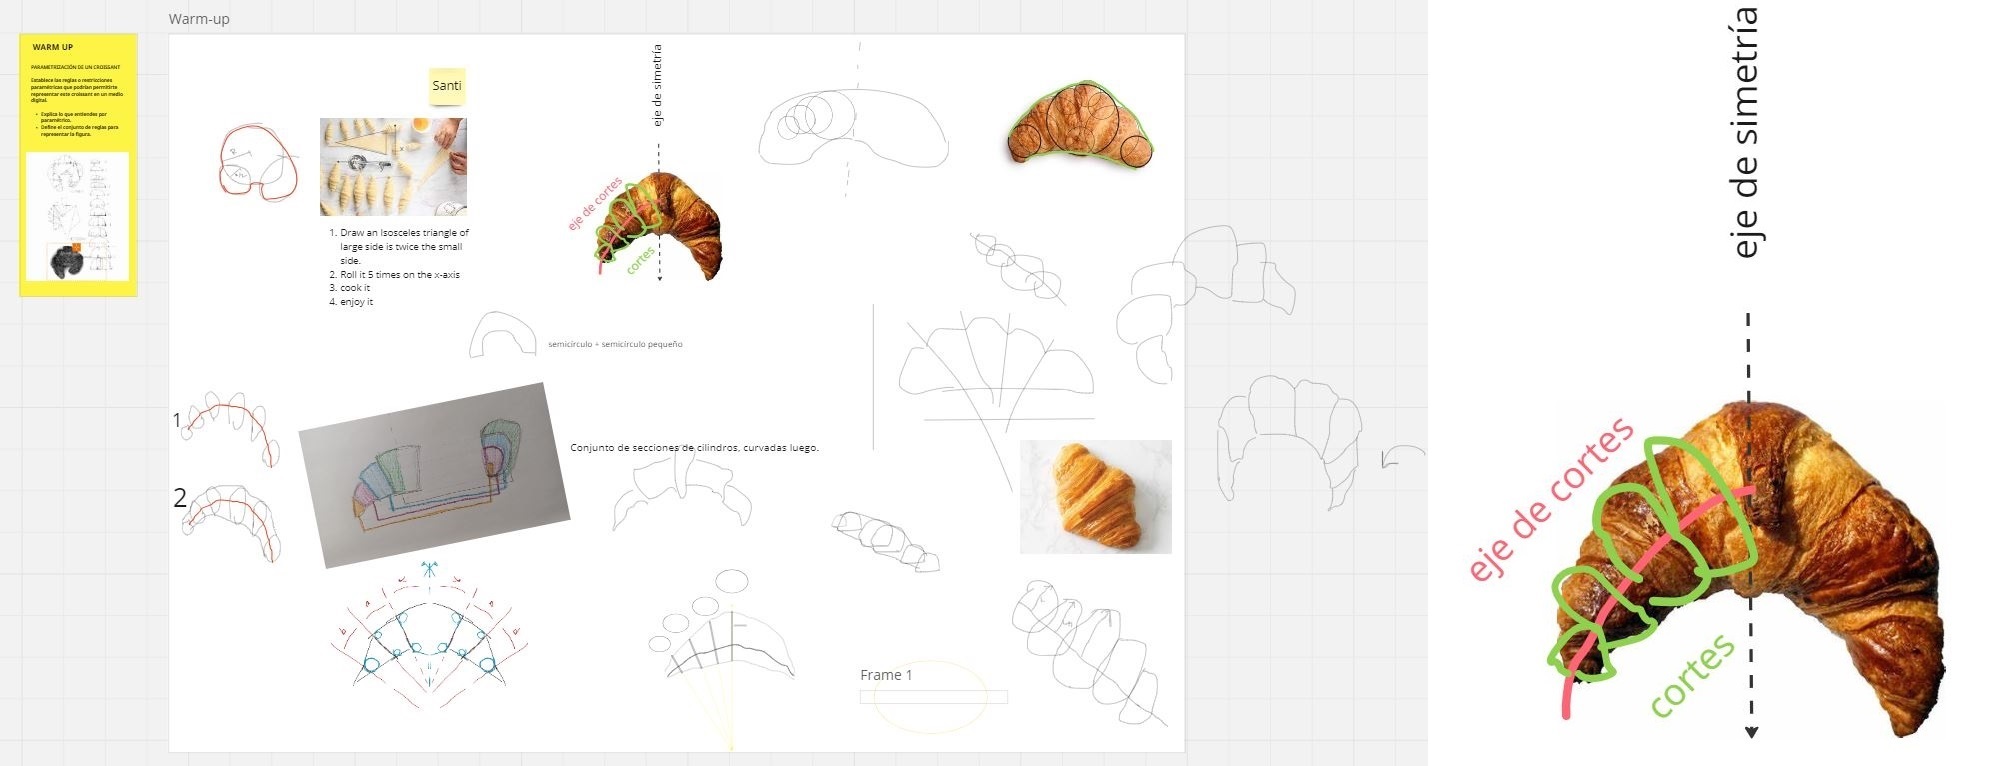 Warm-up
WARM UP
PARAMETRIZACIÓN DE UN CROISSANT
Establece las reglas o restricciones
paramétricas que podrían permitirte
representar este croissant en un medio
digital.
Explica lo que entiendes por
paramétrico.
Define el conjunto de reglas para
representar la figura.
Santi
R
1. Draw an Isosceles triangle of
large side is twice the small
side.
2. Roll it 5 times on the x-axis
3. cook it
4. enjoy it
eje de simetría
eje de cortes
cortes
semicírculo + semicírculo pequeño
1
2
Conjunto de secciones de cilindros, curvadas luego.
Frame 1
eje de simetría
eje de cortes
cortes